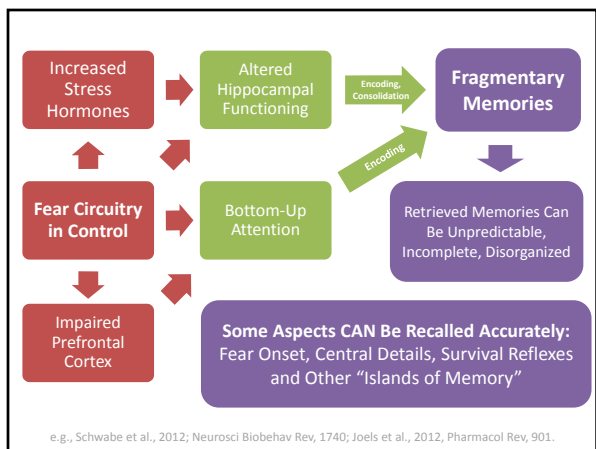 Increased
Stress
Hormones
Altered
Hippocampal
Functioning
Encoding,
Consolidation
Fragmentary
Memories
Fear Circuitry
in Control
Bottom-Up
Attention
Encoding
Retrieved Memories Can
Be Unpredictable,
Incomplete, Disorganized
Impaired
Prefrontal
Cortex
Some Aspects CAN Be Recalled Accurately:
Fear Onset, Central Details, Survival Reflexes
and Other “Islands of Memory”
e.g., Schwabe et al., 2012; Neurosci Biobehav Rev, 1740; Joels et al., 2012, Pharmacol Rev, 901.